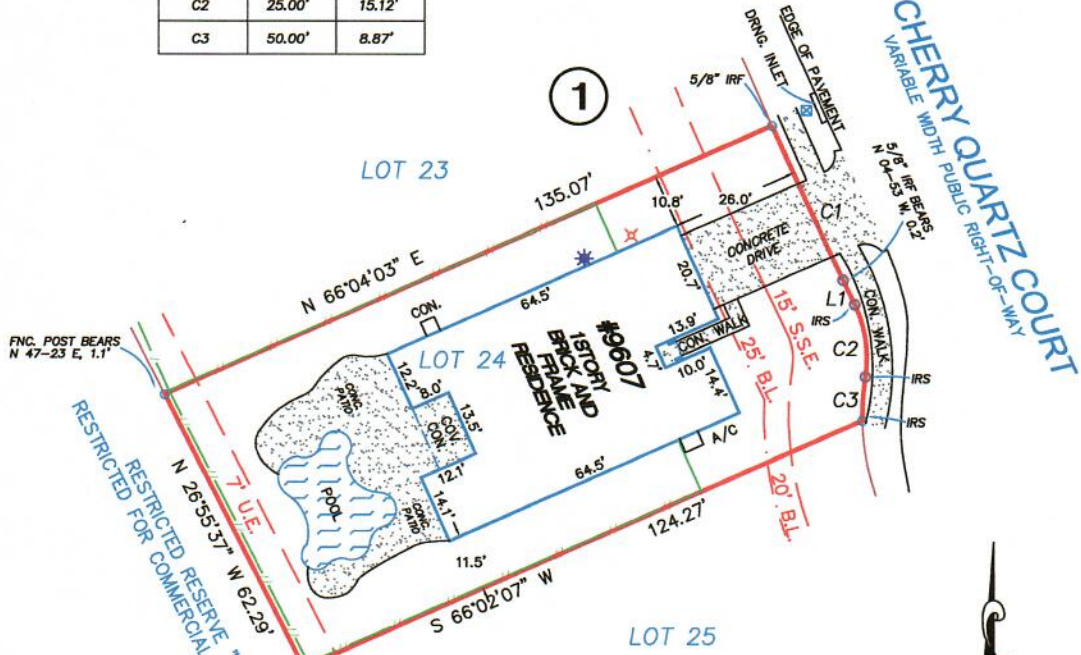 C2 25.00' 15.12'
C3 50.00' 8.87'
1
CHERRY QUARTZ COURT
VARIABLE WIDTH PUBLIC RIGHT-OF-WAY
EDGE OF PAVEMENT
DRNG. INLET
5/8" IRF
5/8" IRF BEARS
N 04-53 W, 0.2'
LOT 23
135.07'
N 66°04'03" E
10.8'
26.0'
C1
CONCRETE
DRIVE
20.7'
64.5'
CON.
L1
IRS
15' S.S.E.
25' B.L.
CON. WALK
CON. WALK
13.9'
4.7'
10.0'
14.4'
C2
IRS
C3
IRS
#9607
1STORY
BRICK AND
FRAME
RESIDENCE
LOT 24
FNC. POST BEARS
N 47-23 E, 1.1'
12.2'
8.0'
13.5'
COV.
CON.
12.1'
14.1'
CONC.
PATIO
CONC.
PATIO
POOL
A/C
64.5'
20' B.L.
124.27'
11.5'
S 66°02'07" W
7' U.E.
N 26°55'37" W 62.29'
RESTRICTED RESERVE "
RESTRICTED FOR COMMERCIAL
LOT 25